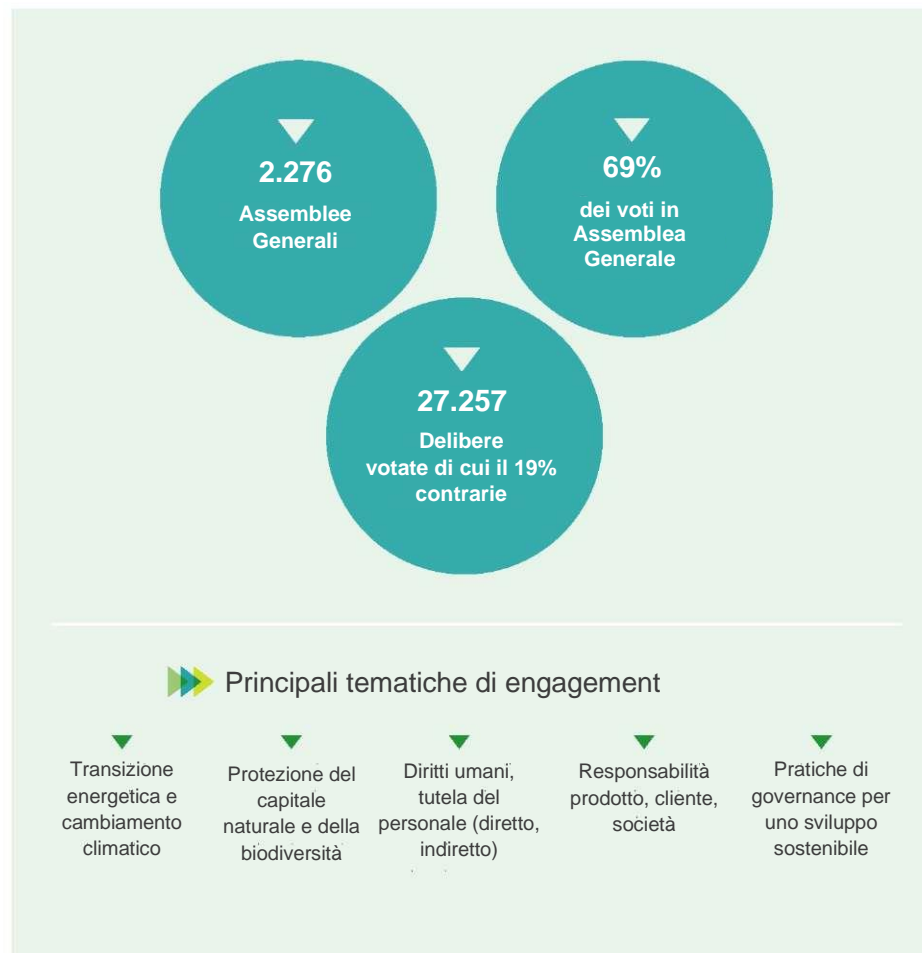 2.276
Assemblee
Generali
69%
dei voti in
Assemblea
Generale
27.257
Delibere
votate di cui il 19%
contrarie
Principali tematiche di engagement
Transizione
energetica e
cambiamento
climatico
Protezione del
capitale
naturale e della
biodiversità
Diritti umani,
tutela del
personale (diretto,
indiretto)
Responsabilità
prodotto, cliente,
società
Pratiche di
governance per
uno sviluppo
sostenibile